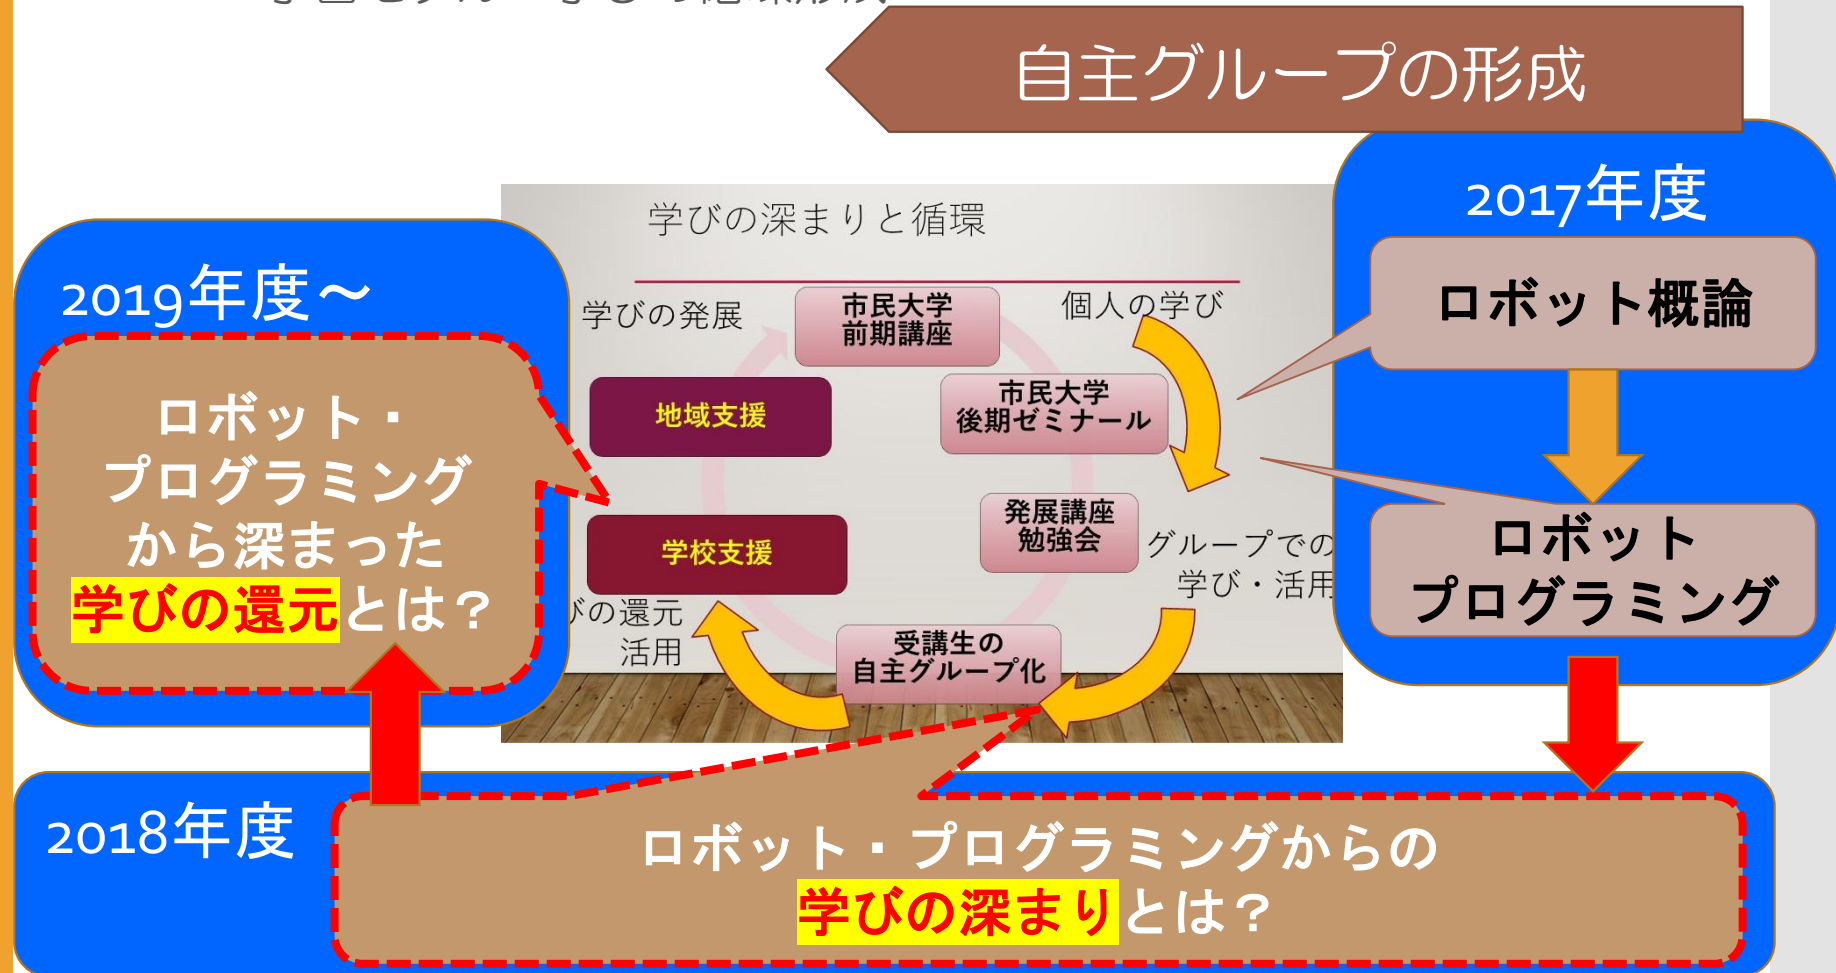 自主グループの形成
2017年度
ロボット概論
ロボット
プログラミング
学びの深まりと循環
学びの発展
市民大学
前期講座
個人の学び
市民大学
後期ゼミナール
地域支援
発展講座
勉強会
グループでの
学び・活用
学校支援
びの還元
活用
受講生の
自主グループ化
2019年度～
ロボット・
プログラミング
から深まった
学びの還元とは？
2018年度
ロボット・プログラミングからの
学びの深まりとは？